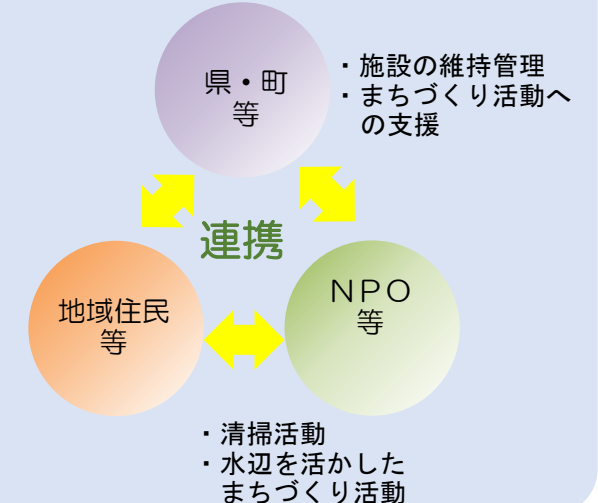 県・町
等
・施設の維持管理
・まちづくり活動へ
の支援
連携
地域住民
等
ＮＰＯ
等
・清掃活動
・水辺を活かした
まちづくり活動